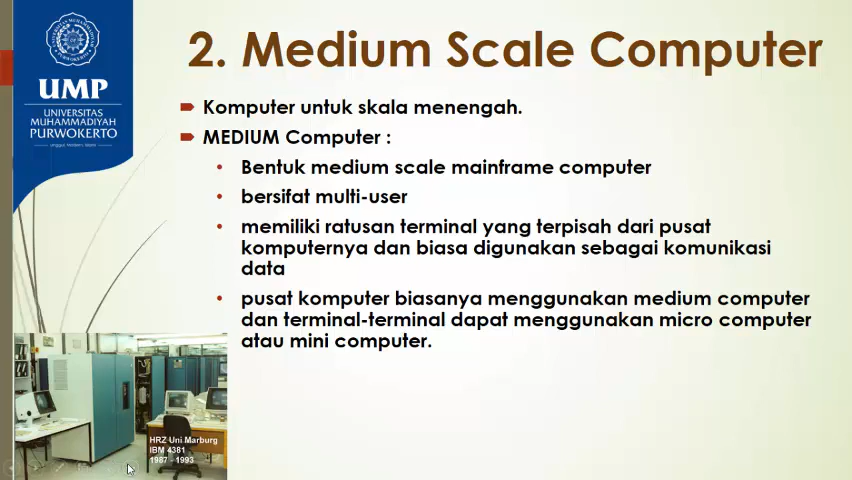 2. Medium Scale Computer
UMP
UNIVERSITAS
MUHAMMADIYAH
PURWOKERTO
Komputer untuk skala menengah.
MEDIUM Computer :
• Bentuk medium scale mainframe computer
• bersifat multi-user
• memiliki ratusan terminal yang terpisah dari pusat
komputernya dan biasa digunakan sebagai komunikasi
data
• pusat komputer biasanya menggunakan medium computer
dan terminal-terminal dapat menggunakan micro computer
atau mini computer.
HRZ Uni Marburg
IBM 4381
1987 - 1993